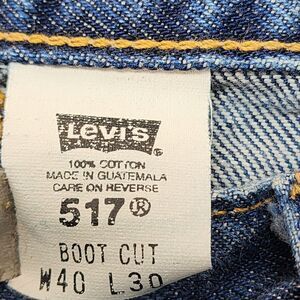 Levi's
100% COTTON
MADE IN GUATEMALA
CARE ON REVERSE
517®
BOOT CUT
W40 L30